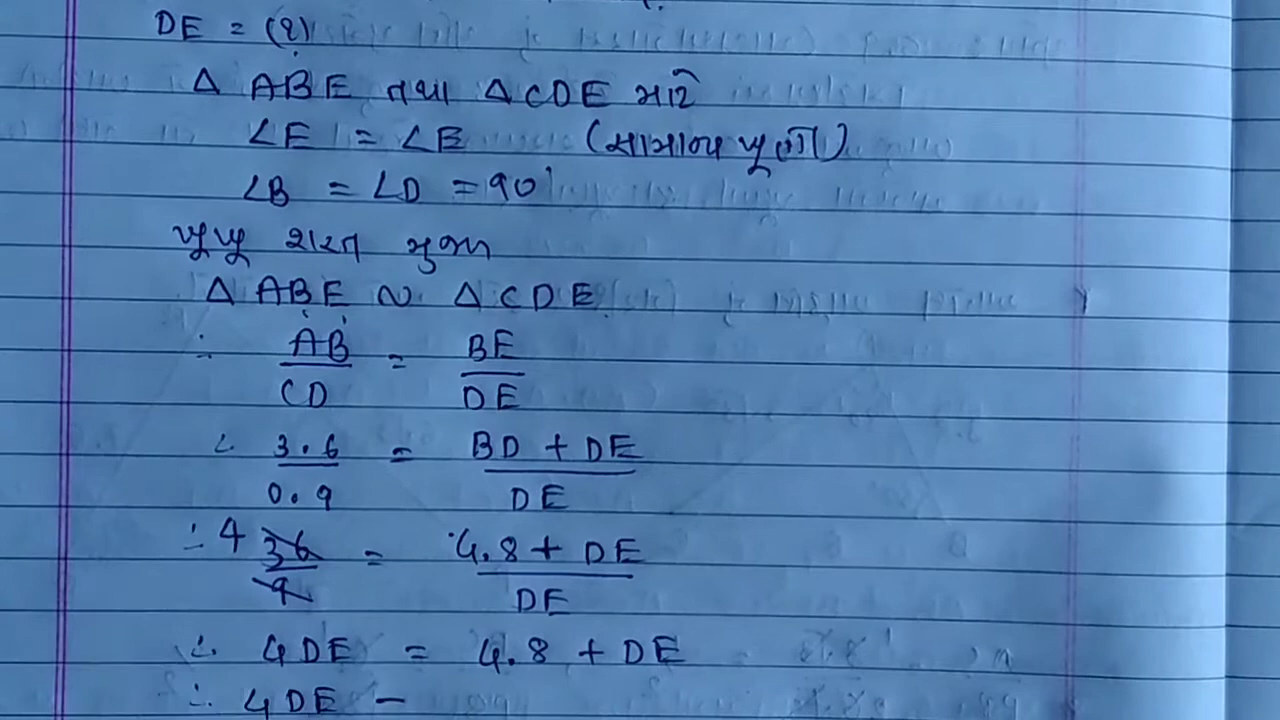 DE = (?)
Δ ABE તથા Δ CDE માટે
∠E = ∠E (સામાન્ય ખૂણો)
∠B = ∠D = 90
ખૂખૂ શરત મુજબ
Δ ABE ~ Δ CDE
∴ AB/CD = BE/DE
∴ 3.6/0.9 = BD + DE/DE
∴ 4 36/9 = 4.8 + DE/DE
∴ 4DE = 4.8 + DE
∴ 4DE -